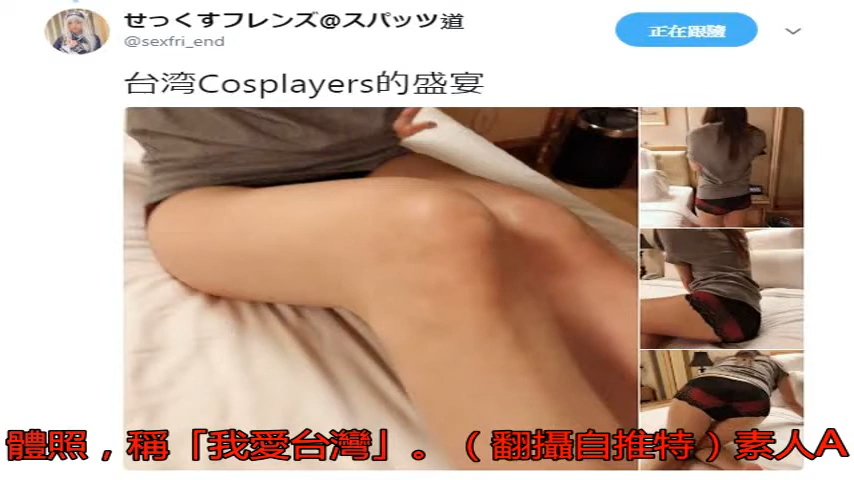 せっくすフレンズ@スパッツ道
@sexfri_end
正在跟隨
台湾Cosplayers的盛宴
體照，稱「我愛台灣」。（翻攝自推特）素人A